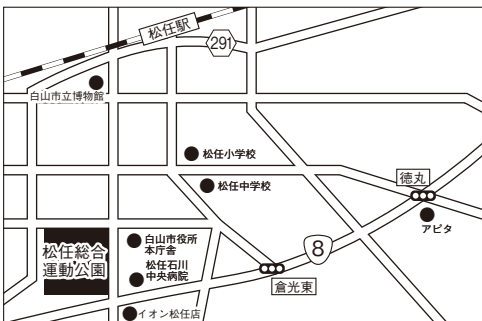 松任駅
291
白山市立博物館
松任小学校
徳丸
松任中学校
アピタ
白山市役所
本庁舎
松任総合
運動公園
8
松任石川
中央病院
倉光東
イオン松任店